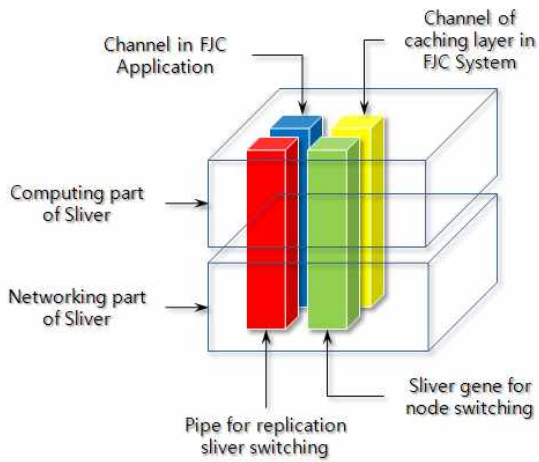 Channel in FJC
Application
Channel of
caching layer in
FJC System
Computing part
of Sliver
Networking part
of Sliver
Sliver gene for
node switching
Pipe for replication
sliver switching